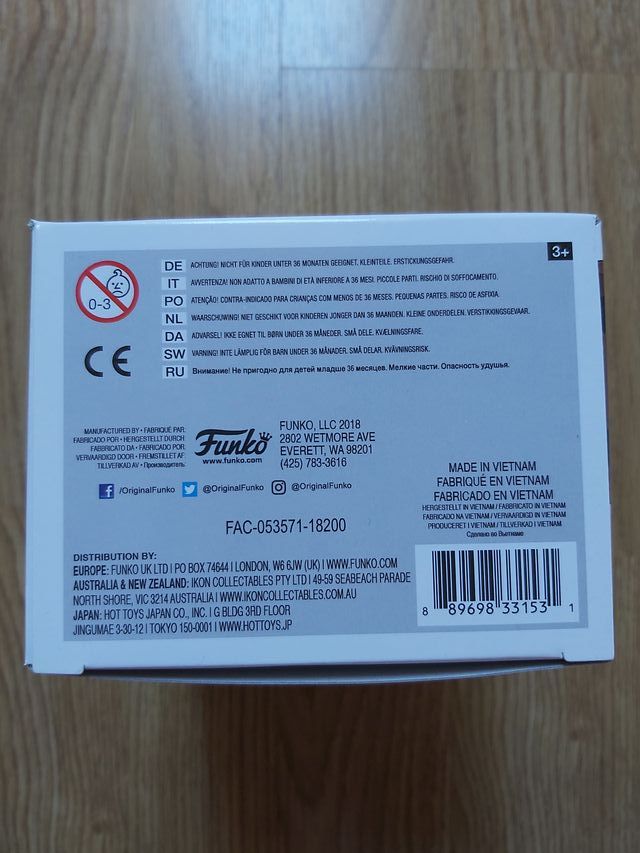 3+
0-3
DE ACHTUNG! NICHT FÜR KINDER UNTER 36 MONATEN GEEIGNET. KLEINTEILE. ERSTICKUNGSGEFAHR.
IT AVVERTENZA! NON ADATTO A BAMBINI DI ETÀ INFERIORE A 36 MESI. PICCOLE PARTI. RISCHIO DI SOFFOCAMENTO.
PO ATENÇÃO! CONTRA-INDICADO PARA CRIANÇAS COM MENOS DE 36 MESES. PEQUENAS PARTES. RISCO DE ASFIXIA.
NL WAARSCHUWING! NIET GESCHIKT VOOR KINDEREN JONGER DAN 36 MAANDEN. KLEINE ONDERDELEN. VERSTIKKINGSGEVAAR.
DA ADVARSEL! IKKE EGNET TIL BØRN UNDER 36 MÅNEDER. SMÅ DELE. KVÆLNINGSFARE.
SW VARNING! INTE LÄMPLIG FÖR BARN UNDER 36 MÅNADER. SMÅ DELAR. KVÄVNINGSRISK.
RU Внимание! Не пригодно для детей младше 36 месяцев. Мелкие части. Опасность удушья.
CE
MANUFACTURED BY • FABRIQUÉ PAR
FABRICADO POR • HERGESTELLT DURCH
FABBRICATO DA • FABRICADO POR
VERVAARDIGD DOOR • FREMSTILLET AF
TILLVERKAD AV • Производитель:
Funko
www.funko.com
FUNKO, LLC 2018
2802 WETMORE AVE
EVERETT, WA 98201
(425) 783-3616
f /OriginalFunko @OriginalFunko @OriginalFunko
FAC-053571-18200
MADE IN VIETNAM
FABRIQUÉ EN VIETNAM
FABRICADO EN VIETNAM
HERGESTELLT IN VIETNAM / FABBRICATO IN VIETNAM
FABRICADO NA VIETNAM / VERVAARDIGD IN VIETNAM
PRODUCERET I VIETNAM / TILLVERKAD I VIETNAM
Сделано во Вьетнаме
DISTRIBUTION BY:
EUROPE: FUNKO UK LTD | PO BOX 74644 | LONDON, W6 6JW (UK) | WWW.FUNKO.COM
AUSTRALIA & NEW ZEALAND: IKON COLLECTABLES PTY LTD | 49-59 SEABEACH PARADE
NORTH SHORE, VIC 3214 AUSTRALIA | WWW.IKONCOLLECTABLES.COM.AU
JAPAN: HOT TOYS JAPAN CO., INC. | G BLDG 3RD FLOOR
JINGUMAE 3-30-12 | TOKYO 150-0001 | WWW.HOTTOYS.JP
8 89698 33153 1